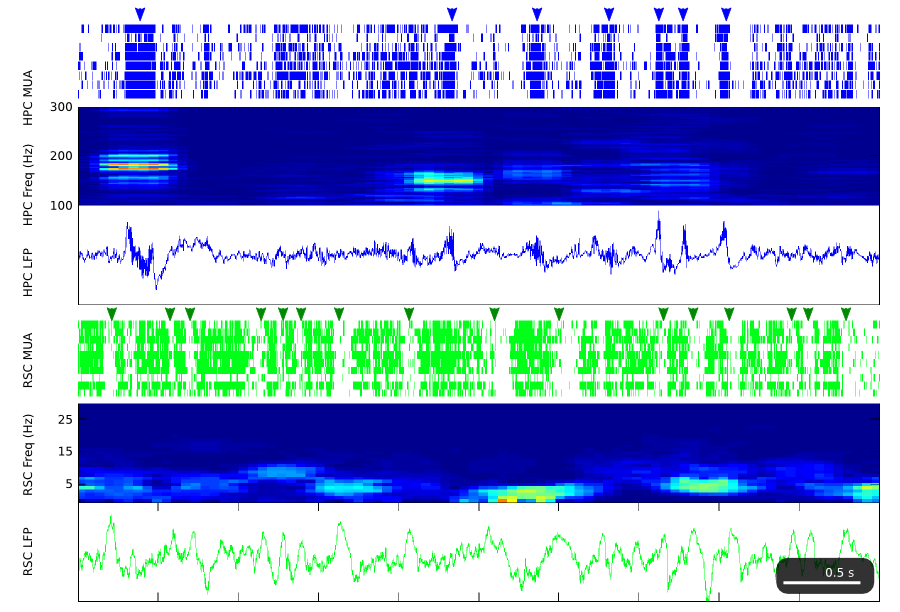 HPC MUA
300
200
100
HPC Freq (Hz)
HPC LFP
RSC MUA
25
15
5
RSC Freq (Hz)
RSC LFP
0.5 s